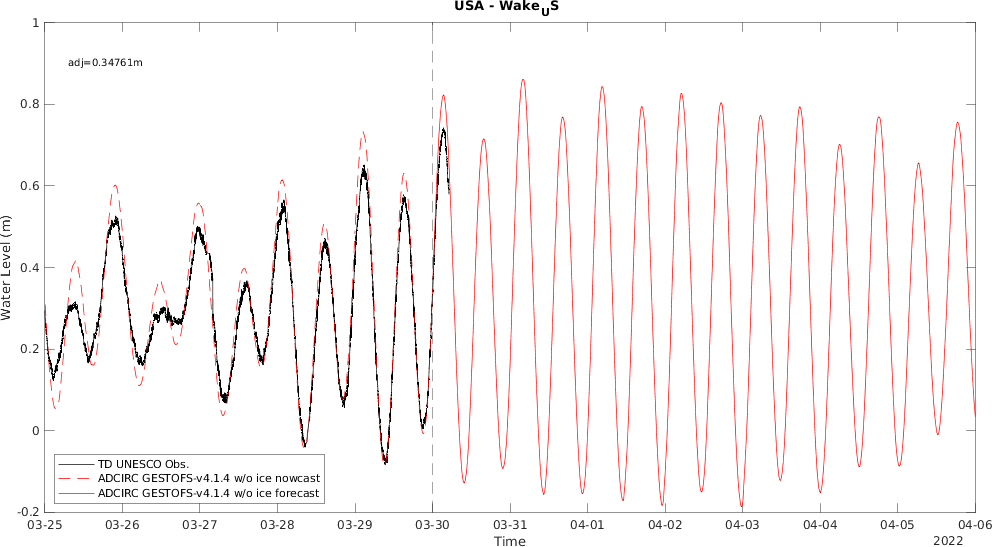 USA - Wake_US
adj=0.34761m
Water Level (m)
1
0.8
0.6
0.4
0.2
0
-0.2
TD UNESCO Obs.
ADCIRC GESTOFS-v4.1.4 w/o ice nowcast
ADCIRC GESTOFS-v4.1.4 w/o ice forecast
03-25 03-26 03-27 03-28 03-29 03-30 03-31 04-01 04-02 04-03 04-04 04-05 04-06
Time
2022